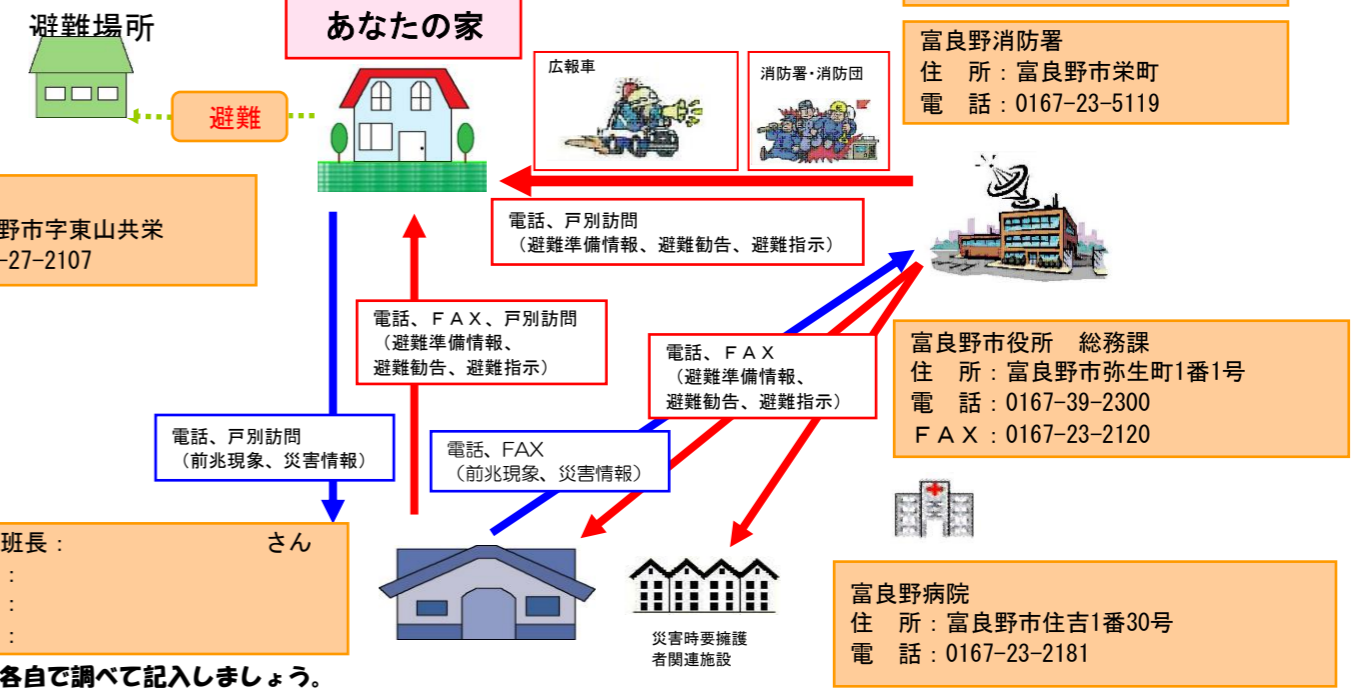 避難場所
あなたの家
避難
広報車
消防署・消防団
富良野消防署
住　所：富良野市栄町
電　話：0167-23-5119
野市字東山共栄
-27-2107
電話、戸別訪問
（避難準備情報、避難勧告、避難指示）
電話、ＦＡＸ、戸別訪問
（避難準備情報、
避難勧告、避難指示）
電話、ＦＡＸ
（避難準備情報、
避難勧告、避難指示）
富良野市役所　総務課
住　所：富良野市弥生町1番1号
電　話：0167-39-2300
ＦＡＸ：0167-23-2120
電話、戸別訪問
（前兆現象、災害情報）
電話、FAX
（前兆現象、災害情報）
班長：　　　　　　　　さん
：
：
：
災害時要擁護
者関連施設
富良野病院
住　所：富良野市住吉1番30号
電　話：0167-23-2181
各自で調べて記入しましょう。